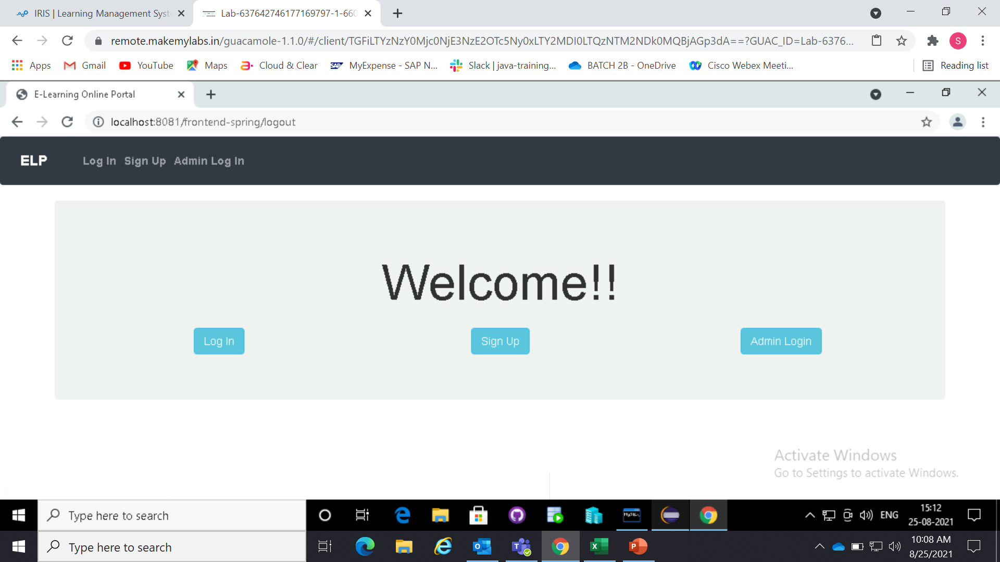 IRIS | Learning Management Syst
Lab-637642746177169797-1-660
remote.makemylabs.in/guacamole-1.1.0/#/client/TGFiLTYzNzY0Mjc0NjE3NzE2OTc5Ny0xLTY2MDI0LTQzNTM2NDk0MQBjAGp3dA==?GUAC_ID=Lab-6376...
S
Apps
Gmail
YouTube
Maps
Cloud & Clear
SAP
MyExpense - SAP N...
Slack | java-training...
BATCH 2B - OneDrive
Cisco Webex Meeti...
Reading list
E-Learning Online Portal
localhost:8081/frontend-spring/logout
ELP
Log In
Sign Up
Admin Log In
Welcome!!
Log In
Sign Up
Admin Login
Activate Windows
Go to Settings to activate Windows.
Type here to search
MySQL
ENG
15:12
25-08-2021
Type here to search
10:08 AM
8/25/2021